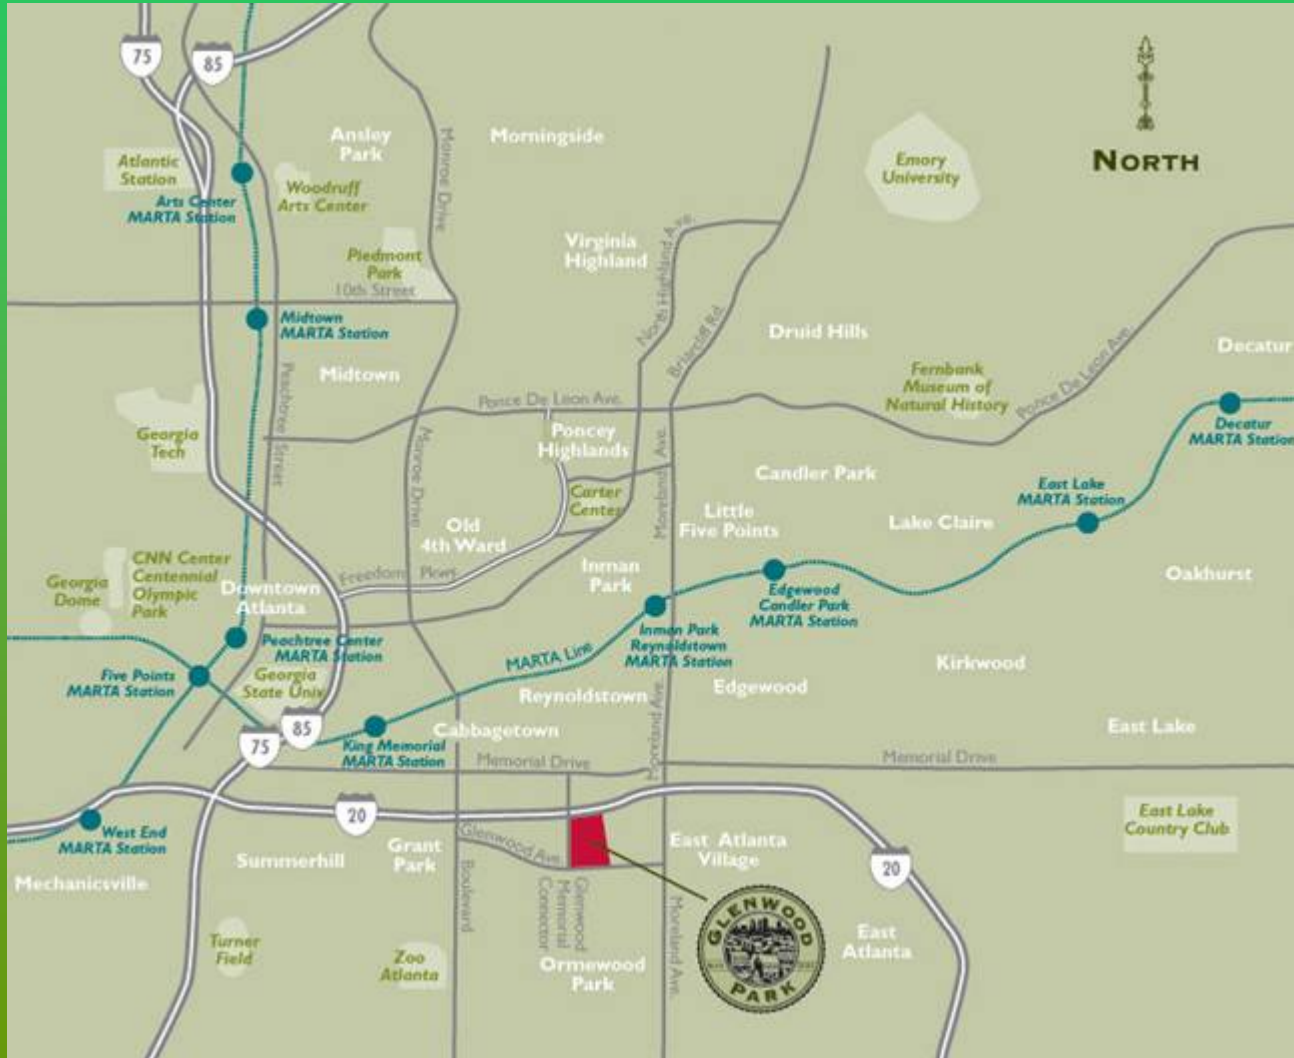 75
85
Ansley
Park
Monroe Drive
Morningside
Emory
University
NORTH
Atlantic
Station
Arts Center
MARTA Station
Woodruff
Arts Center
Piedmont
Park
10th Street
Virginia
Highland
North Highland Ave.
Briarcliff Rd.
Druid Hills
Midtown
MARTA Station
Midtown
Peachtree Street
Ponce De Leon Ave.
Fernbank
Museum of
Natural History
Ponce De Leon Ave.
Decatur
Decatur
MARTA Station
Georgia
Tech
Monroe Drive
Poncey
Highlands
Carter
Center
Moreland Ave.
Candler Park
Little
Five Points
Lake Claire
East Lake
MARTA Station
Old
4th Ward
Freedom Pkwy.
Inman
Park
Edgewood
Candler Park
MARTA Station
Oakhurst
CNN Center
Centennial
Olympic
Park
Georgia
Dome
Downtown
Atlanta
Peachtree Center
MARTA Station
Five Points
MARTA Station
Georgia
State Univ.
MARTA Line
Inman Park
Reynoldstown
MARTA Station
Kirkwood
Reynoldstown
Edgewood
Moreland Ave.
East Lake
85
75
King Memorial
MARTA Station
Cabbagetown
Memorial Drive
Memorial Drive
20
West End
MARTA Station
Mechanicsville
Summerhill
Grant
Park
Glenwood Ave.
Boulevard
Glenwood
Memorial
Connector
East Atlanta
Village
East Lake
Country Club
20
Turner
Field
Zoo
Atlanta
Ormewood
Park
Moreland Ave.
GLENWOOD
PARK
East
Atlanta